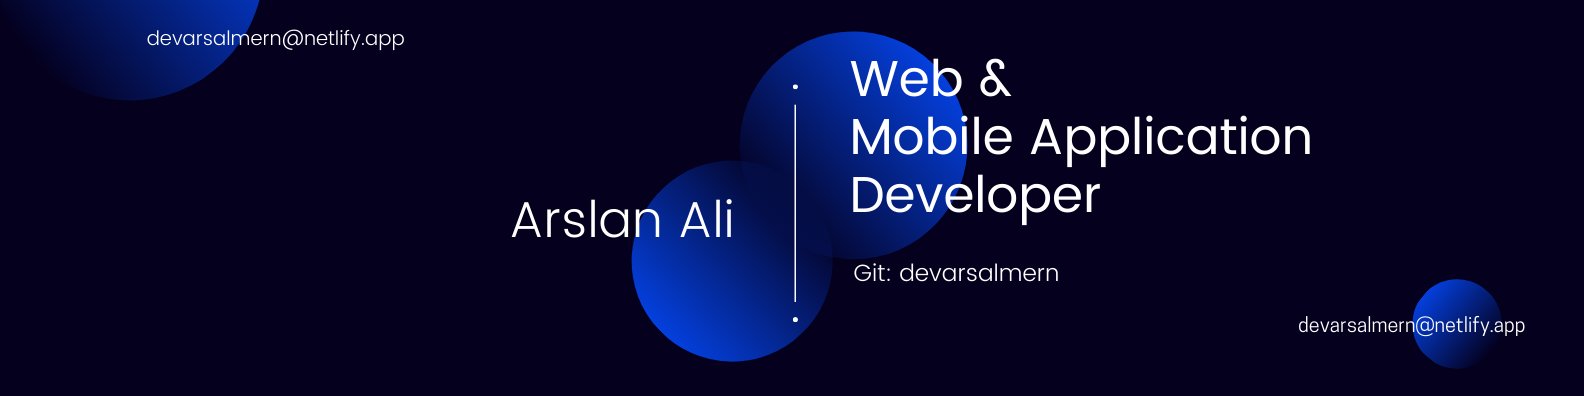 devarsalmern@netlify.app
Arslan Ali
Web &
Mobile Application
Developer
Git: devarsalmern
devarsalmern@netlify.app